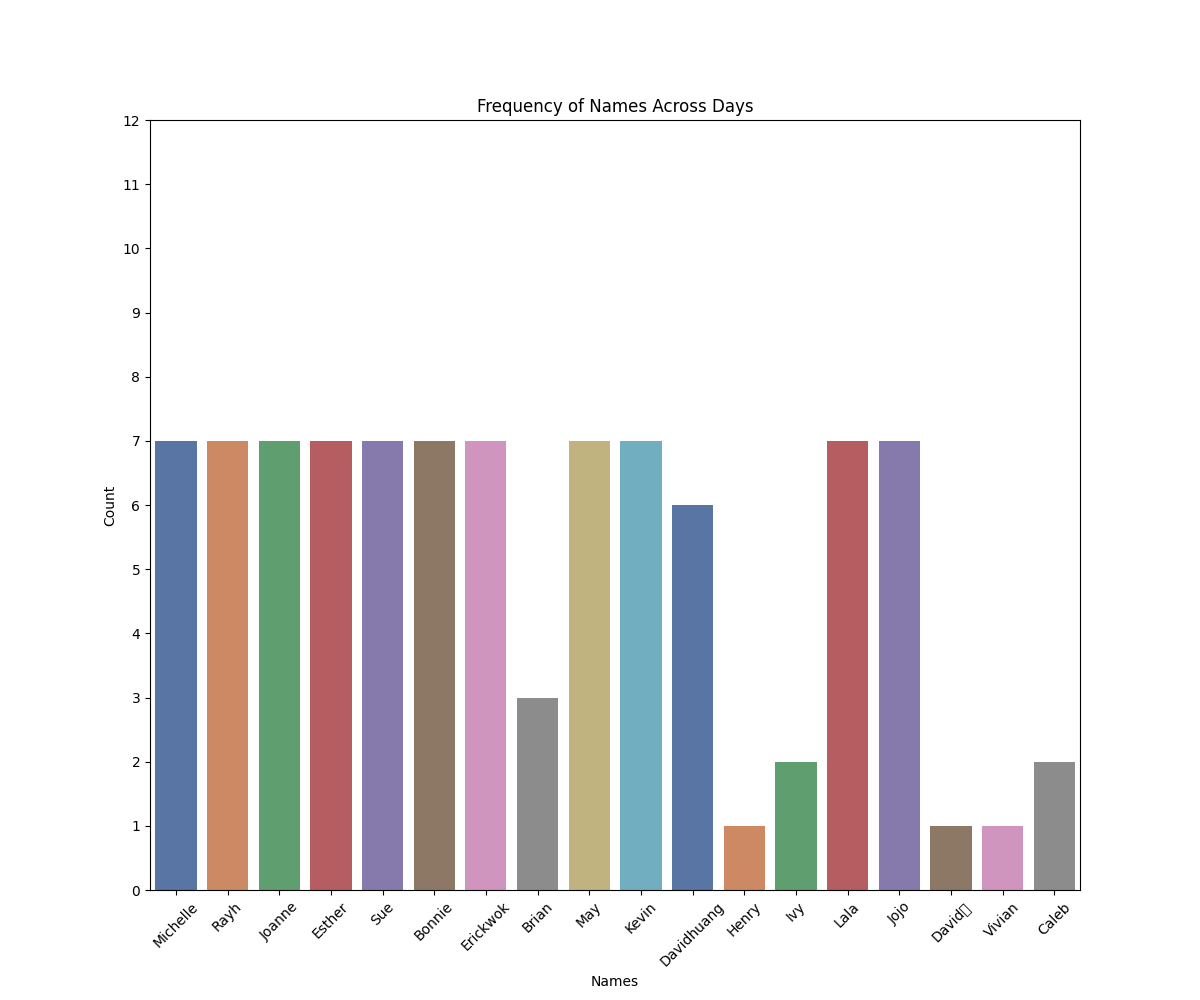 Frequency of Names Across Days
12
11
10
9
8
7
6
5
4
3
2
1
0
Count
Michelle
Rayh
Joanne
Esther
Sue
Bonnie
Erickwok
Brian
May
Kevin
Davidhuang
Henry
Ivy
Lala
Jojo
David
Vivian
Caleb
Names